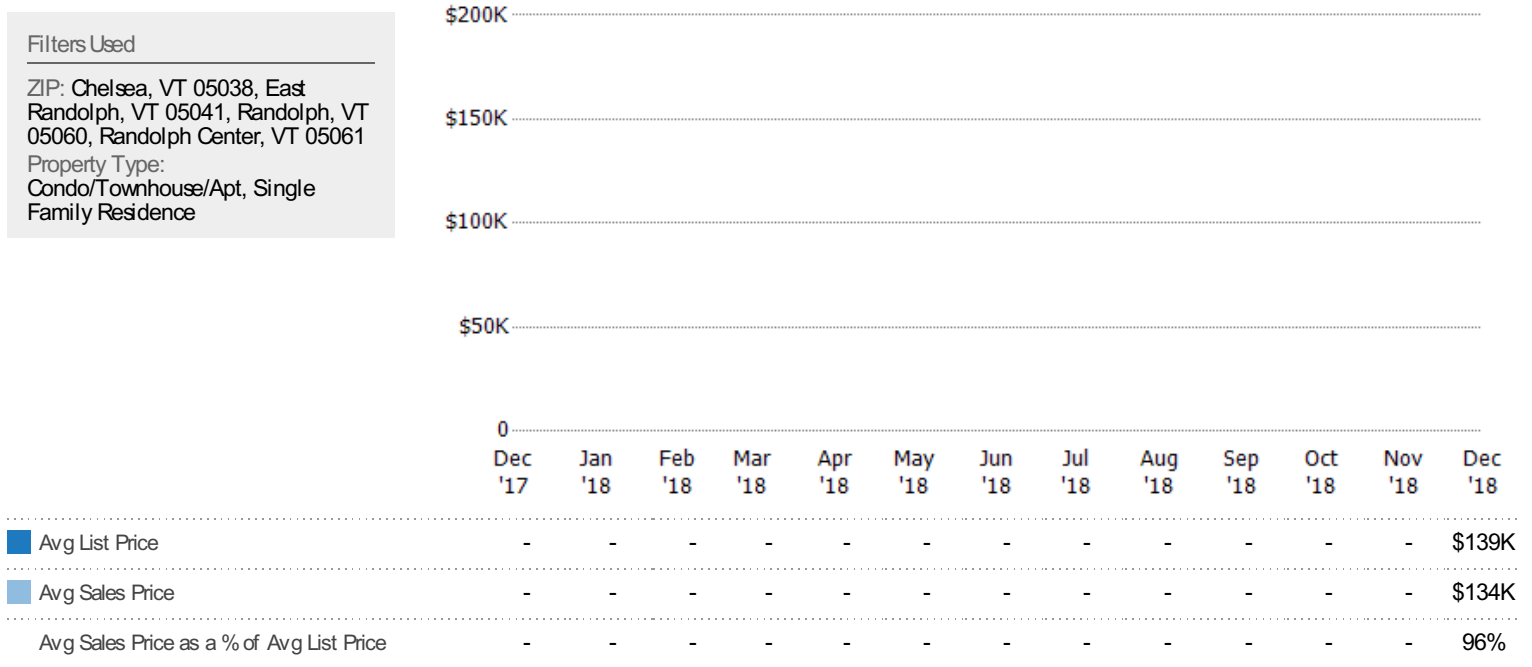 Filters Used
ZIP: Chelsea, VT 05038, East
Randolph, VT 05041, Randolph, VT
05060, Randolph Center, VT 05061
Property Type:
Condo/Townhouse/Apt, Single
Family Residence
$200K
$150K
$100K
$50K
0
Dec Jan Feb Mar Apr May Jun Jul Aug Sep Oct Nov Dec
'17 '18 '18 '18 '18 '18 '18 '18 '18 '18 '18 '18 '18
Avg List Price - - - - - - - - - - - - $139K
Avg Sales Price - - - - - - - - - - - - $134K
Avg Sales Price as a % of Avg List Price - - - - - - - - - - - - 96%